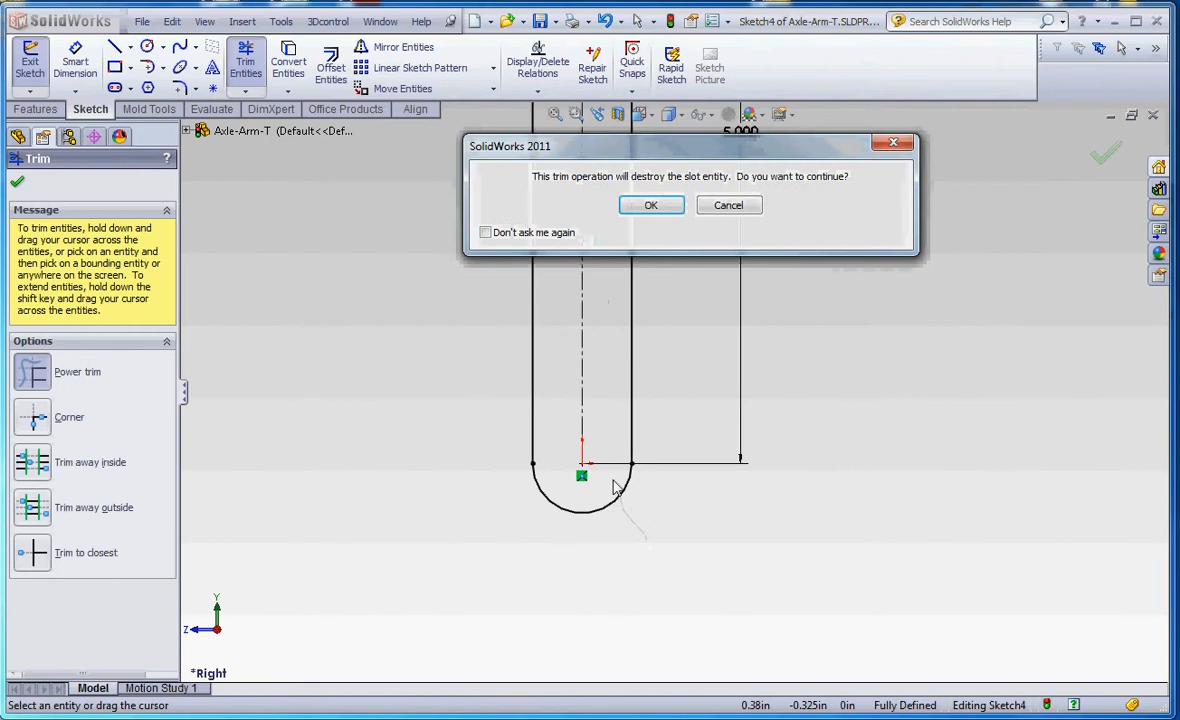 SolidWorks File Edit View Insert Tools 3Dcontrol Window Help Sketch4 of Axle-Arm-T.SLDPR... Search SolidWorks Help
Exit Sketch
Smart Dimension
Trim Entities
Convert Entities
Offset Entities
Mirror Entities
Linear Sketch Pattern
Move Entities
Display/Delete Relations
Repair Sketch
Quick Snaps
Rapid Sketch
Sketch Picture
Features Sketch Mold Tools Evaluate DimXpert Office Products Align
Axle-Arm-T (Default<<Def...
5.000
Trim ?
Message
To trim entities, hold down and
drag your cursor across the
entities, or pick on an entity and
then pick on a bounding entity or
anywhere on the screen. To
extend entities, hold down the
shift key and drag your cursor
across the entities.
Options
Power trim
Corner
Trim away inside
Trim away outside
Trim to closest
SolidWorks 2011
This trim operation will destroy the slot entity. Do you want to continue?
OK Cancel
Don't ask me again
Y
Z
*Right
Model Motion Study 1
Select an entity or drag the cursor 0.38in -0.325in 0in Fully Defined Editing Sketch4